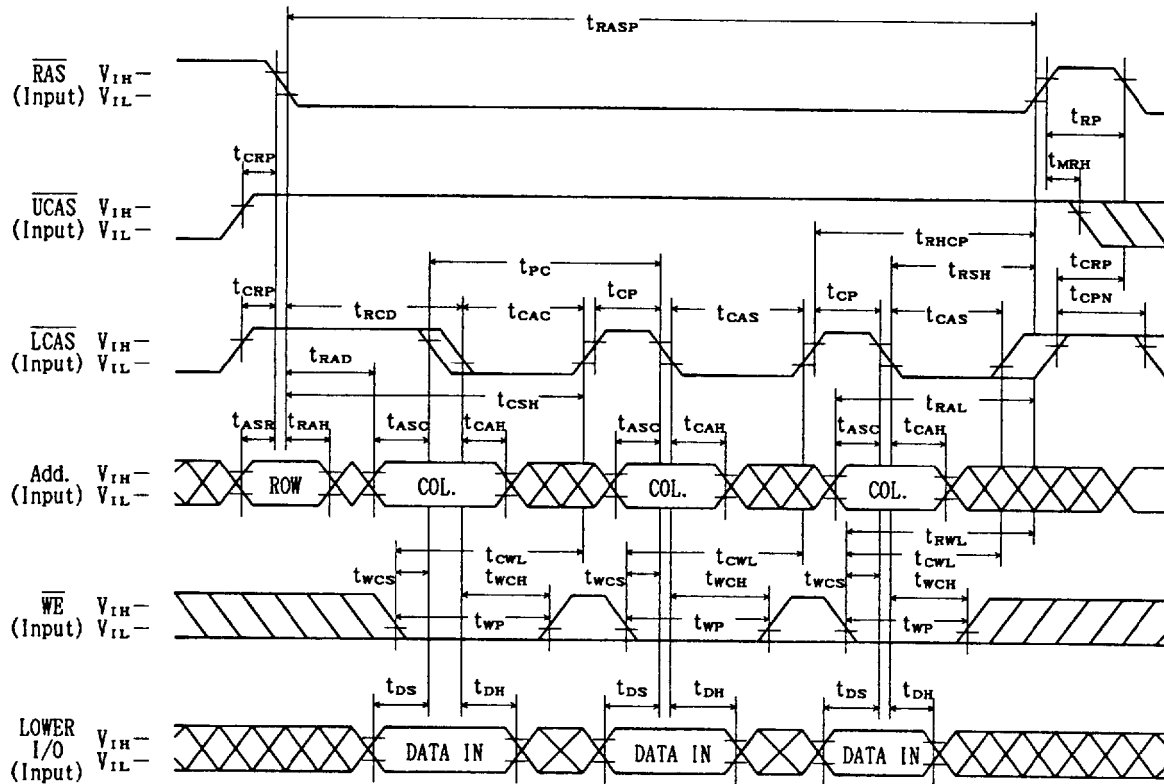 tRASP
RAS VIH
(Input) VIL
tRP
tCRP
tMRH
UCAS VIH
(Input) VIL
tRHCP
tPC
tRSH
tCRP
tCRP
tRCD
tCAC
tCP
tCAS
tCP
tCAS
tCPN
LCAS VIH
(Input) VIL
tRAD
tCSH
tRAL
tASR
tRAH
tASC
tCAH
tASC
tCAH
tASC
tCAH
Add. VIH
(Input) VIL
ROW
COL.
COL.
COL.
tRWL
tCWL
tCWL
tCWL
tWCS
tWCH
tWCS
tWCH
tWCS
tWCH
WE VIH
(Input) VIL
tWP
tWP
tWP
tDS
tDH
tDS
tDH
tDS
tDH
LOWER
I/O VIH
(Input) VIL
DATA IN
DATA IN
DATA IN